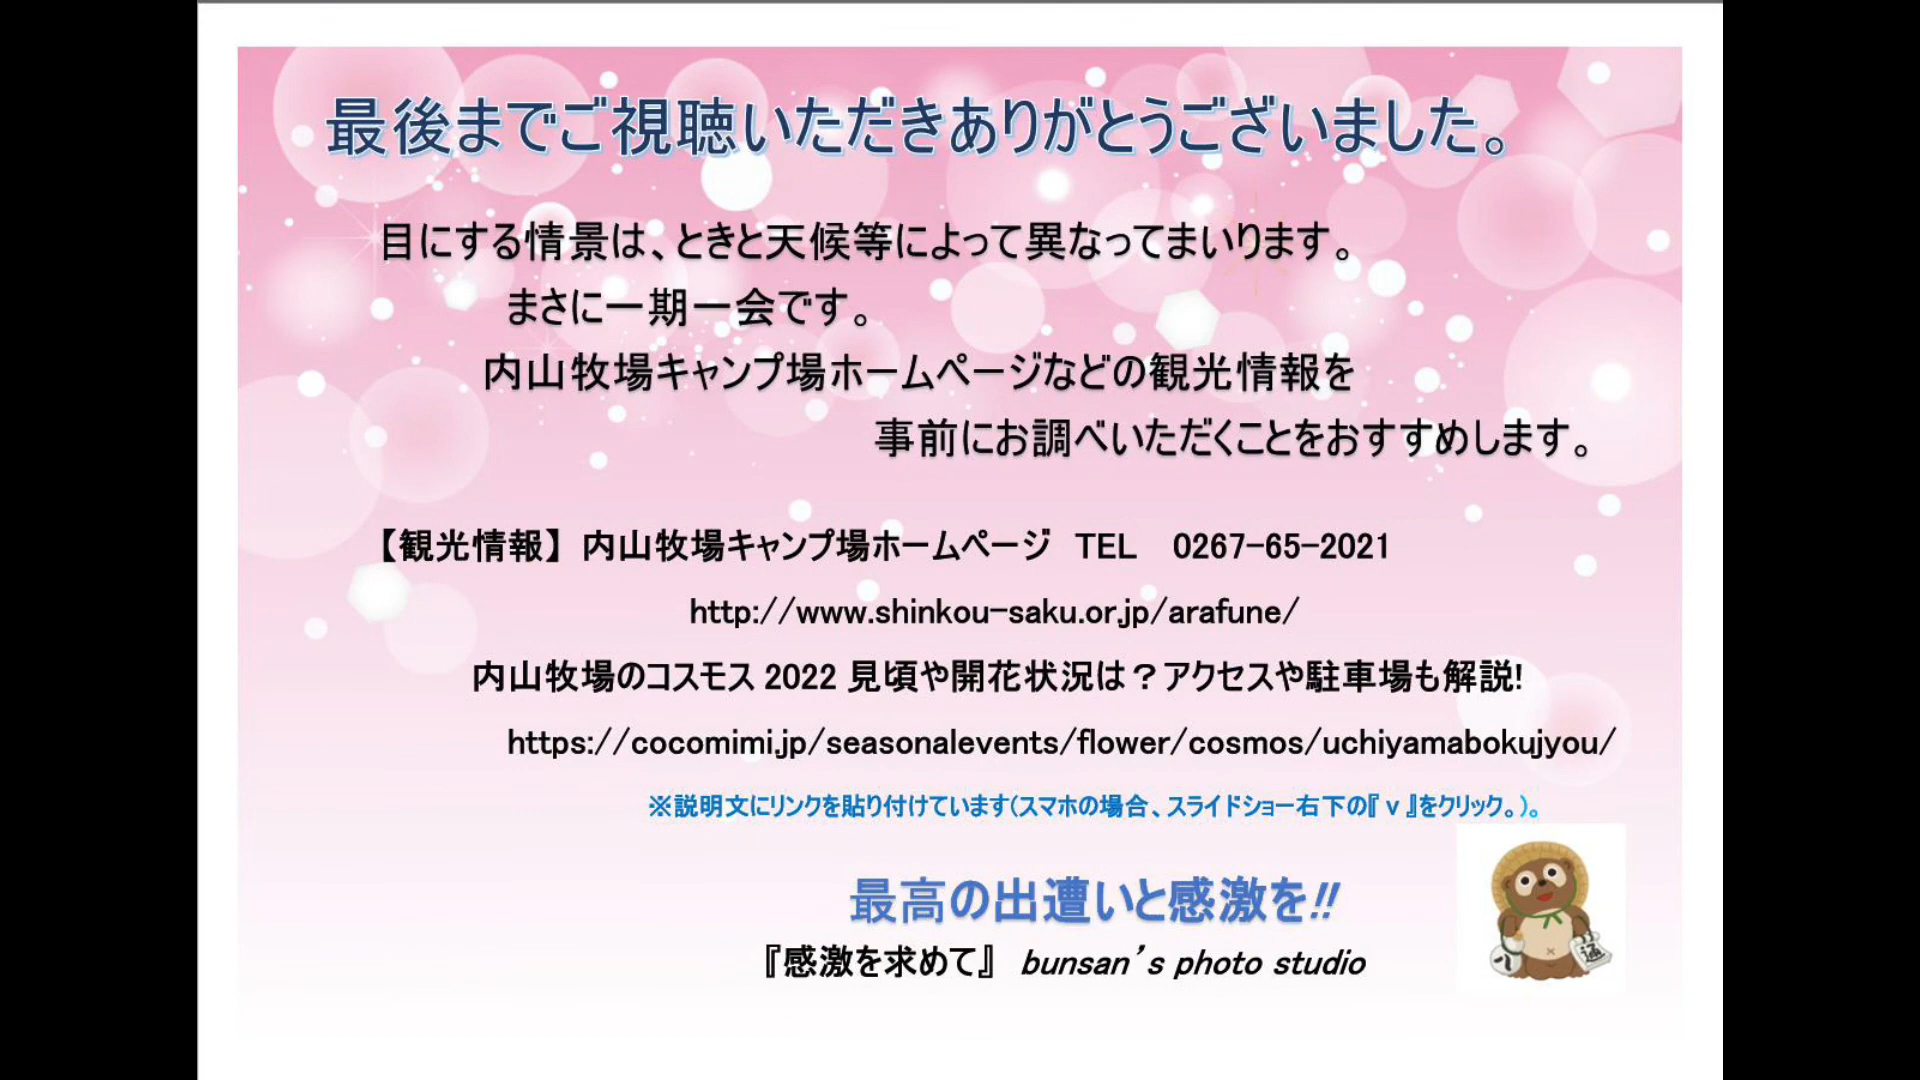 最後までご視聴いただきありがとうございました。
目にする情景は、ときと天候等によって異なってまいります。
まさに一期一会です。
内山牧場キャンプ場ホームページなどの観光情報を
事前にお調べいただくことをおすすめします。
【観光情報】 内山牧場キャンプ場ホームページ TEL 0267-65-2021
http://www.shinkou-saku.or.jp/arafune/
内山牧場のコスモス 2022 見頃や開花状況は？アクセスや駐車場も解説!
https://cocomimi.jp/seasonalevents/flower/cosmos/uchiyamabokujyou/
※説明文にリンクを貼り付けています(スマホの場合、スライドショー右下の『 v 』をクリック。)。
最高の出遭いと感激を!!
『感激を求めて』 bunsan's photo studio
八
通